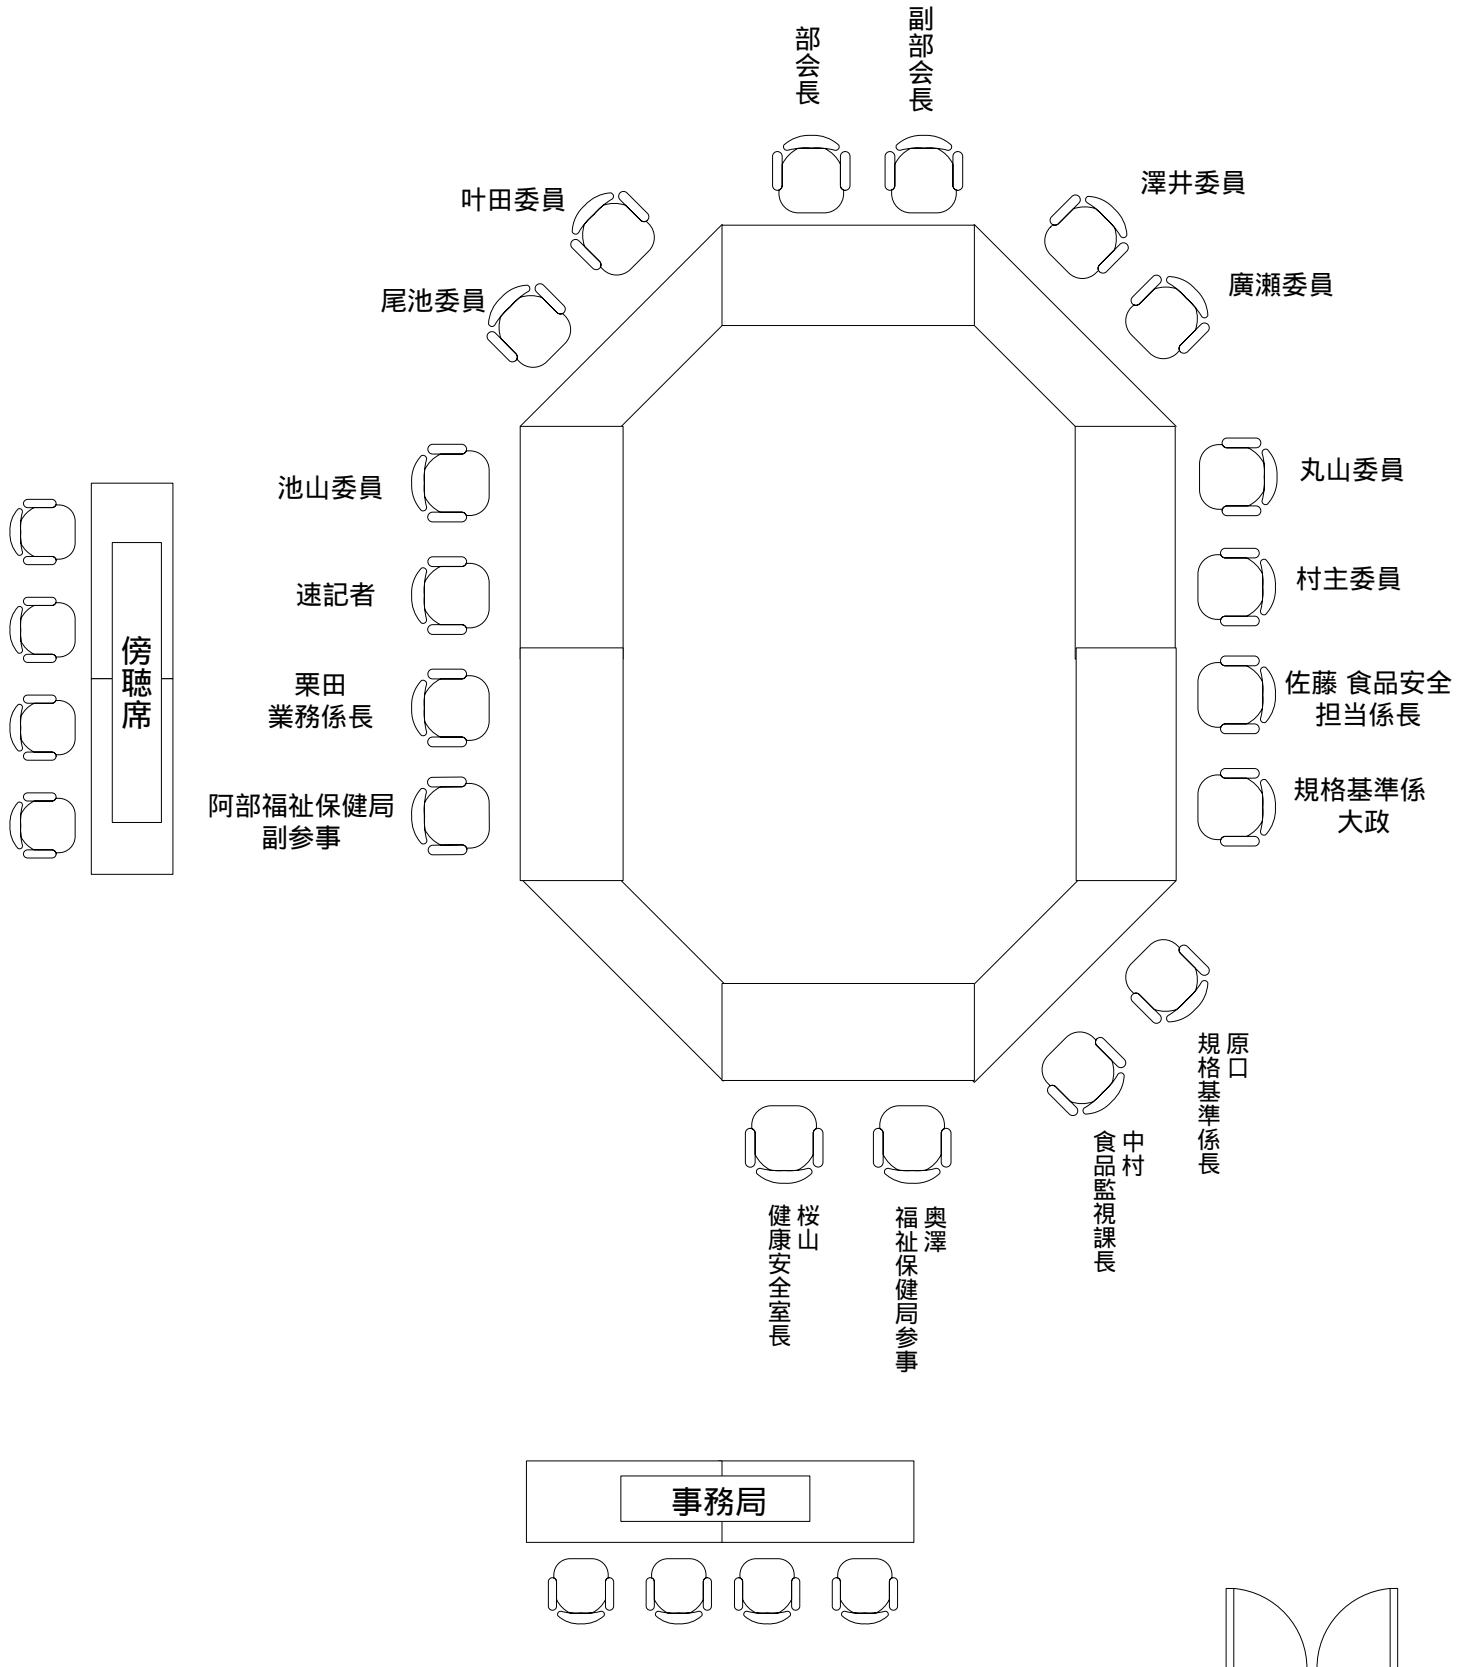 部会長
副部会長
叶田委員
澤井委員
尾池委員
廣瀬委員
池山委員
丸山委員
速記者
村主委員
傍聴席
栗田
業務係長
佐藤 食品安全
担当係長
阿部福祉保健局
副参事
規格基準係
大政
原口
規格基準係長
中村
食品監視課長
奥澤
福祉保健局参事
桜山
健康安全室長
事務局